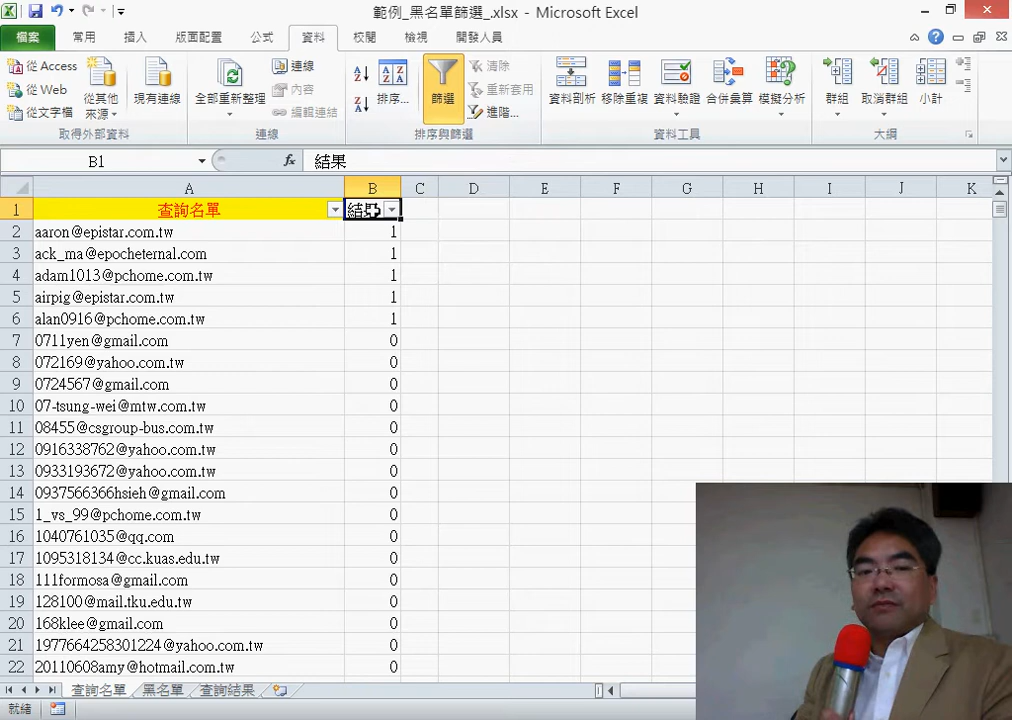 範例_黑名單篩選_.xlsx - Microsoft Excel
檔案 常用 插入 版面配置 公式 資料 校閱 檢視 開發人員
從 Access
從 Web
從文字檔
從其他來源
現有連線
取得外部資料
全部重新整理
連線
內容
編輯連結
連線
排序...
篩選
清除
重新套用
進階...
排序與篩選
資料剖析 移除重複 資料驗證 合併彙算 模擬分析
資料工具
群組 取消群組 小計
大綱
B1 fx 結果
A B C D E F G H I J K
1 查詢名單 結果
2 aaron@epistar.com.tw 1
3 ack_ma@epocheternal.com 1
4 adam1013@pchome.com.tw 1
5 airpig@epistar.com.tw 1
6 alan0916@pchome.com.tw 1
7 0711yen@gmail.com 0
8 072169@yahoo.com.tw 0
9 0724567@gmail.com 0
10 07-tsung-wei@mtw.com.tw 0
11 08455@csgroup-bus.com.tw 0
12 0916338762@yahoo.com.tw 0
13 0933193672@yahoo.com.tw 0
14 0937566366hsieh@gmail.com 0
15 1_vs_99@pchome.com.tw 0
16 1040761035@qq.com 0
17 1095318134@cc.kuas.edu.tw 0
18 111formosa@gmail.com 0
19 128100@mail.tku.edu.tw 0
20 168klee@gmail.com 0
21 1977664258301224@yahoo.com.tw 0
22 20110608amy@hotmail.com.tw 0
查詢名單 黑名單 查詢結果
就緒